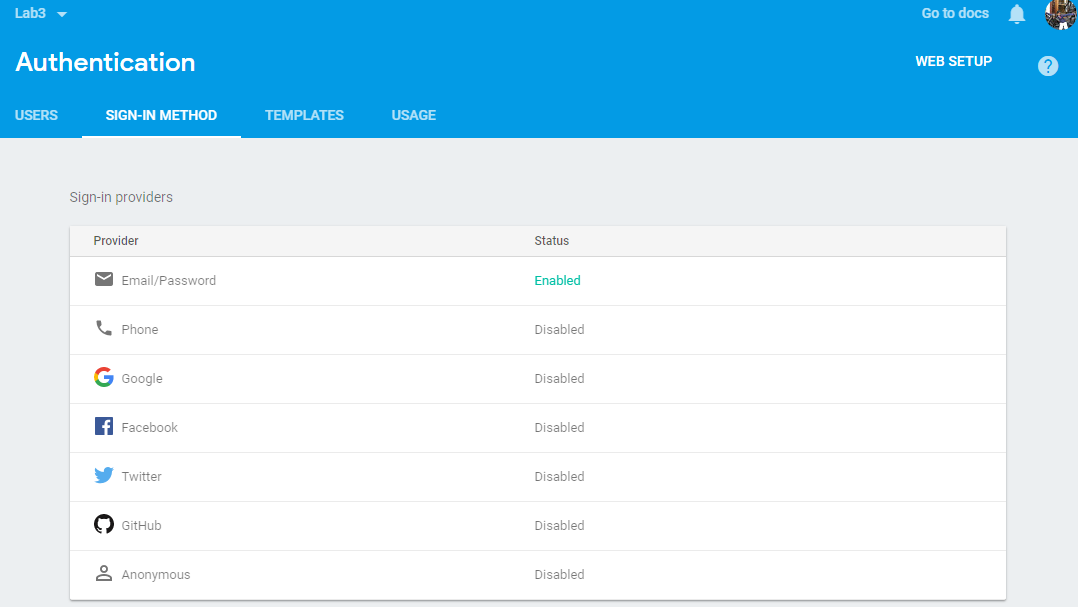 Lab3
Go to docs
Authentication
WEB SETUP
?
USERS SIGN-IN METHOD TEMPLATES USAGE
Sign-in providers
Provider Status
Email/Password Enabled
Phone Disabled
Google Disabled
Facebook Disabled
Twitter Disabled
GitHub Disabled
Anonymous Disabled